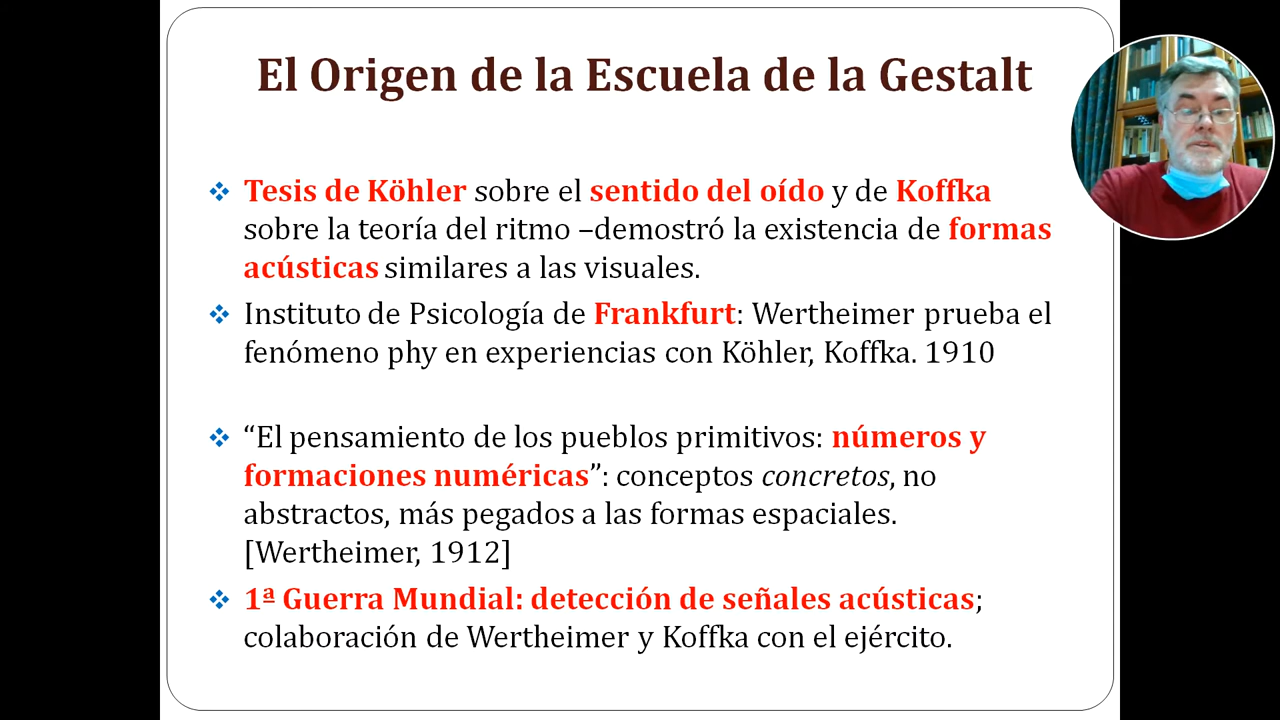 El Origen de la Escuela de la Gestalt
Tesis de Köhler sobre el sentido del oído y de Koffka
sobre la teoría del ritmo –demostró la existencia de formas
acústicas similares a las visuales.
Instituto de Psicología de Frankfurt: Wertheimer prueba el
fenómeno phy en experiencias con Köhler, Koffka. 1910
“El pensamiento de los pueblos primitivos: números y
formaciones numéricas”: conceptos concretos, no
abstractos, más pegados a las formas espaciales.
[Wertheimer, 1912]
1ª Guerra Mundial: detección de señales acústicas;
colaboración de Wertheimer y Koffka con el ejército.